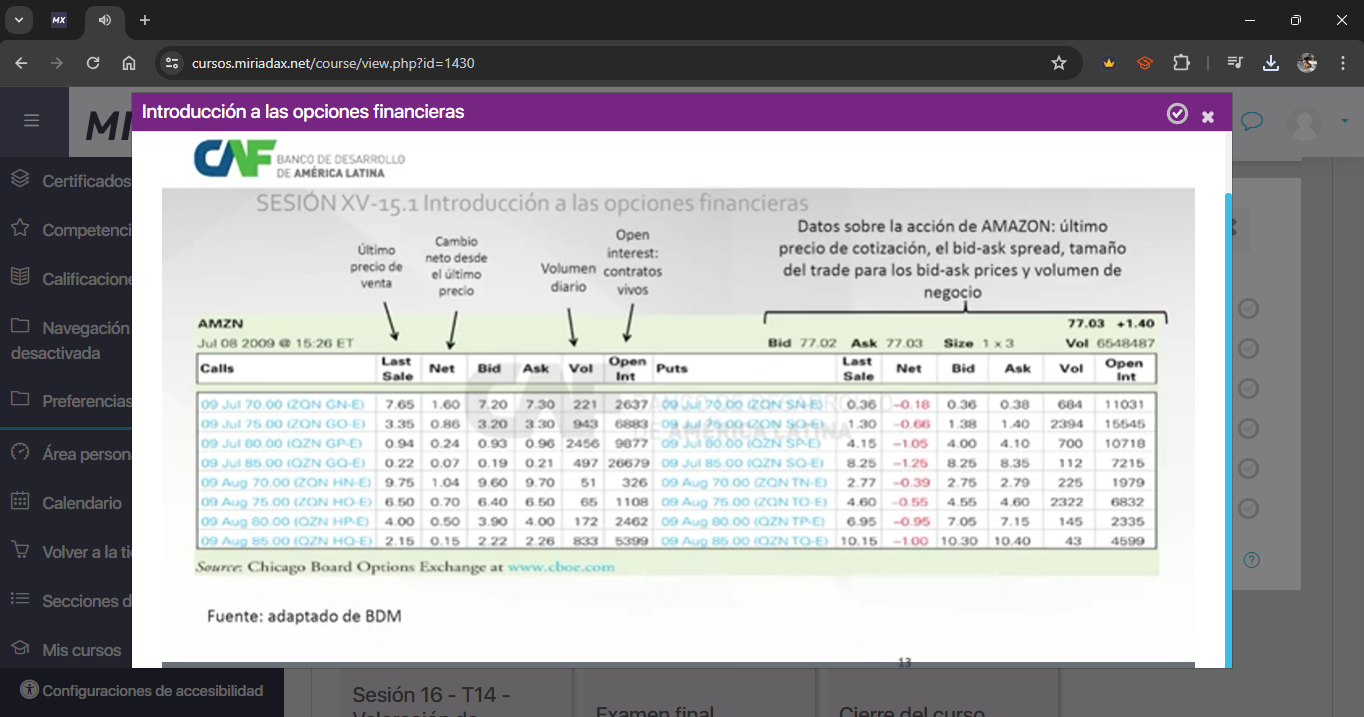 MX
cursos.miriadax.net/course/view.php?id=1430
MI
Introducción a las opciones financieras
CAF BANCO DE DESARROLLO
DE AMÉRICA LATINA
SESIÓN XV-15.1 Introducción a las opciones financieras
Último
precio de
venta
Cambio
neto desde
el último
precio
Volumen
diario
Open
interest:
contratos
vivos
Datos sobre la acción de AMAZON: último
precio de cotización, el bid-ask spread, tamaño
del trade para los bid-ask prices y volumen de
negocio
AMZN 77.03 +1.40
Jul 08 2009 @ 15:26 ET Bid 77.02 Ask 77.03 Size 1 x 3 Vol 6548487
Calls Last Sale Net Bid Ask Vol Open Int Puts Last Sale Net Bid Ask Vol Open Int
09 Jul 70.00 (ZQN GN-E) 7.65 1.60 7.20 7.30 221 2637 09 Jul 70.00 (ZQN SN-E) 0.36 −0.18 0.36 0.38 684 11031
09 Jul 75.00 (ZQN GO-E) 3.35 0.86 3.20 3.30 943 6883 09 Jul 75.00 (ZQN SO-E) 1.30 −0.66 1.38 1.40 2394 15545
09 Jul 80.00 (QZN GP-E) 0.94 0.24 0.93 0.96 2456 9877 09 Jul 80.00 (QZN SP-E) 4.15 −1.05 4.00 4.10 700 10718
09 Jul 85.00 (QZN GQ-E) 0.22 0.07 0.19 0.21 497 26679 09 Jul 85.00 (QZN SQ-E) 8.25 −1.25 8.25 8.35 112 7215
09 Aug 70.00 (ZQN HN-E) 9.75 1.04 9.60 9.70 51 326 09 Aug 70.00 (ZQN TN-E) 2.77 −0.39 2.75 2.79 225 1979
09 Aug 75.00 (ZQN HO-E) 6.50 0.70 6.40 6.50 65 1108 09 Aug 75.00 (ZQN TO-E) 4.60 −0.55 4.55 4.60 2322 6832
09 Aug 80.00 (QZN HP-E) 4.00 0.50 3.90 4.00 172 2462 09 Aug 80.00 (QZN TP-E) 6.95 −0.95 7.05 7.15 145 2335
09 Aug 85.00 (QZN HQ-E) 2.15 0.15 2.22 2.26 833 5399 09 Aug 85.00 (QZN TQ-E) 10.15 −1.00 10.30 10.40 43 4599
Source: Chicago Board Options Exchange at www.cboe.com
Fuente: adaptado de BDM
13
Certificados
Competenci
Calificacione
Navegación
desactivada
Preferencias
Área person
Calendario
Volver a la ti
Secciones d
Mis cursos
Configuraciones de accesibilidad
Sesión 16 - T14 -
Valoración de
Examen final
Cierre del curso